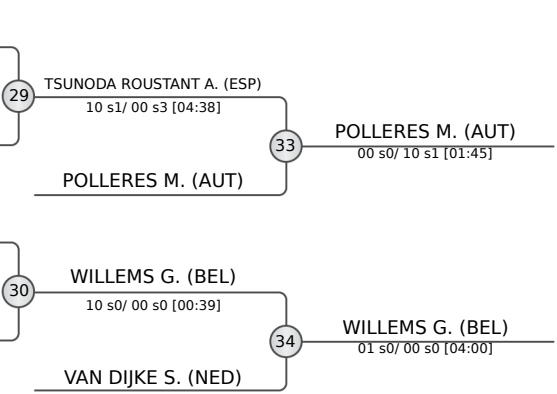 29
TSUNODA ROUSTANT A. (ESP)
10 s1/ 00 s3 [04:38]
33
POLLERES M. (AUT)
00 s0/ 10 s1 [01:45]
POLLERES M. (AUT)
30
WILLEMS G. (BEL)
10 s0/ 00 s0 [00:39]
34
WILLEMS G. (BEL)
01 s0/ 00 s0 [04:00]
VAN DIJKE S. (NED)